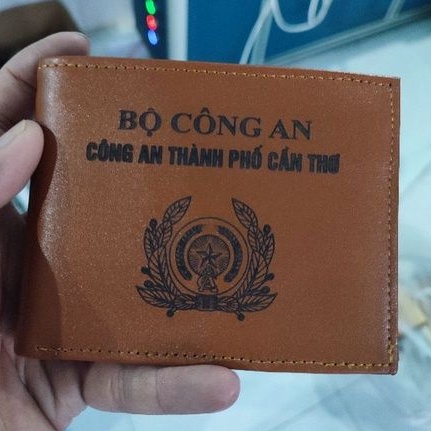 BỘ CÔNG AN
CÔNG AN THÀNH PHỐ CẦN THƠ